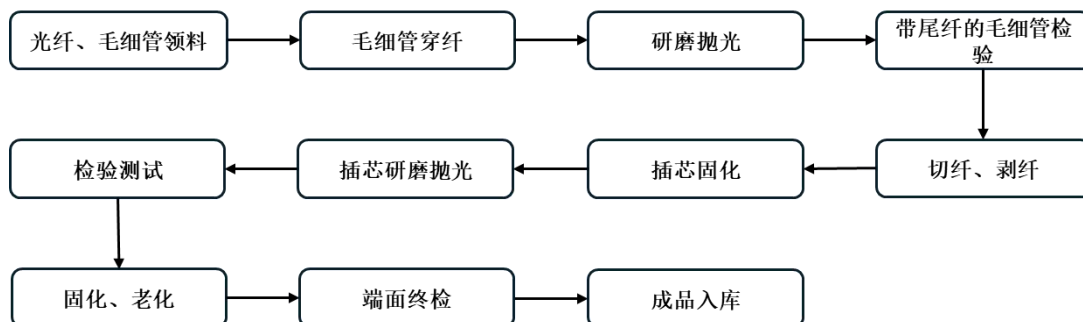 光纤、毛细管领料
毛细管穿纤
研磨抛光
带尾纤的毛细管检
验
切纤、剥纤
插芯固化
插芯研磨抛光
检验测试
固化、老化
端面终检
成品入库